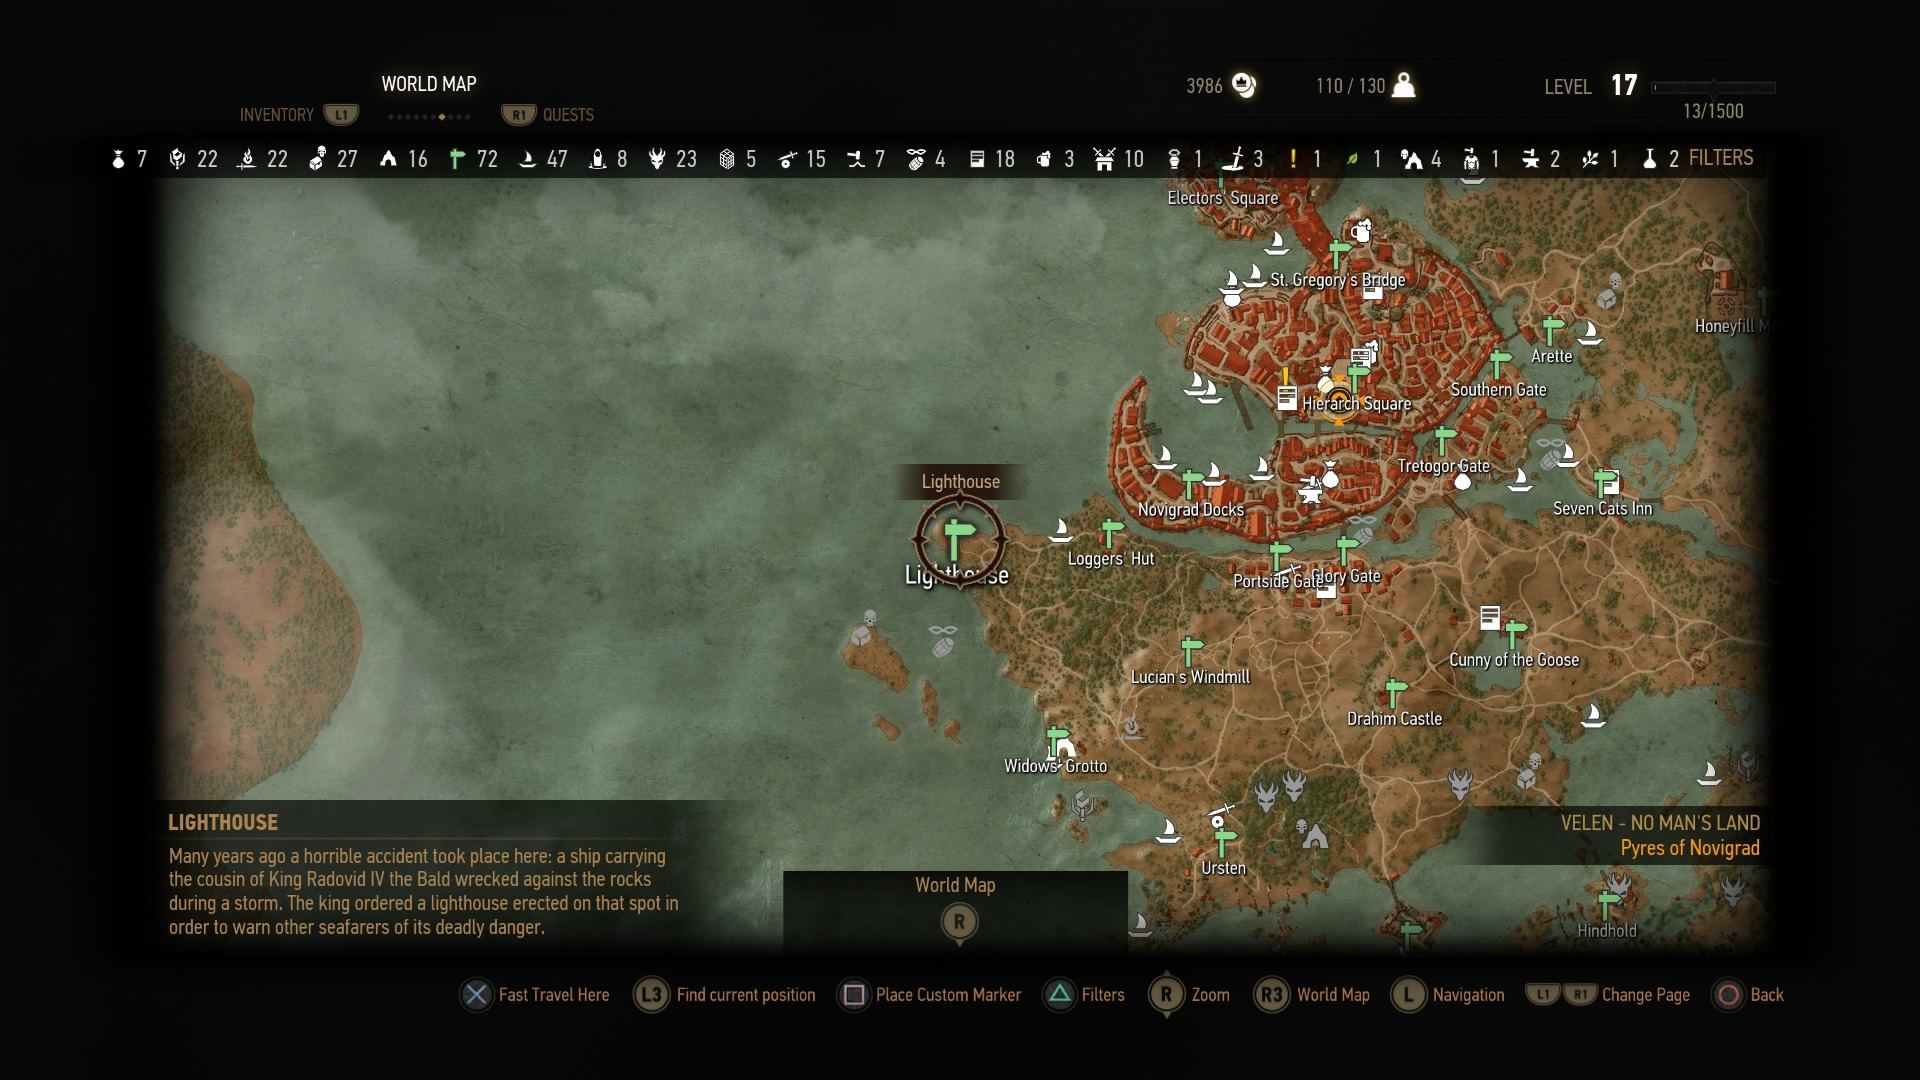 WORLD MAP
INVENTORY L1 R1 QUESTS
3986 110 / 130 LEVEL 17
13/1500
7 22 22 27 16 72 47 8 23 5 15 7 4 18 3 10 1 3 1 1 4 1 2 1 2 FILTERS
Electors' Square
St. Gregory's Bridge
Honeyfill M
Arette
Southern Gate
Hierarch Square
Tretogor Gate
Lighthouse
Novigrad Docks
Seven Cats Inn
Loggers' Hut
Lighthouse
Portside Gate
Glory Gate
Cunny of the Goose
Lucian's Windmill
Drahim Castle
Widows' Grotto
Ursten
Hindhold
LIGHTHOUSE
Many years ago a horrible accident took place here: a ship carrying
the cousin of King Radovid IV the Bald wrecked against the rocks
during a storm. The king ordered a lighthouse erected on that spot in
order to warn other seafarers of its deadly danger.
VELEN - NO MAN'S LAND
Pyres of Novigrad
World Map
R
Fast Travel Here L3 Find current position Place Custom Marker Filters R Zoom R3 World Map L Navigation L1 R1 Change Page Back